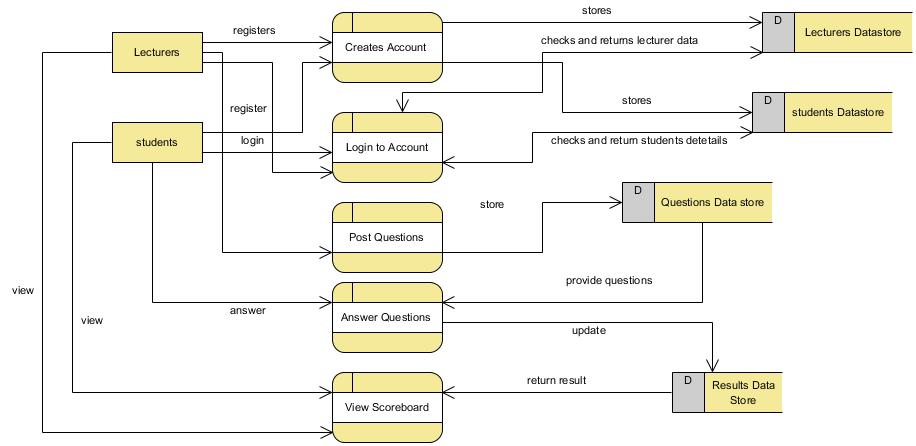 stores
D
Lecturers Datastore
registers
Creates Account
checks and returns lecturer data
Lecturers
D
students Datastore
stores
register
students
login
Login to Account
checks and return students detetails
D
Questions Data store
store
Post Questions
provide questions
view
answer
Answer Questions
view
update
D
Results Data
Store
return result
View Scoreboard